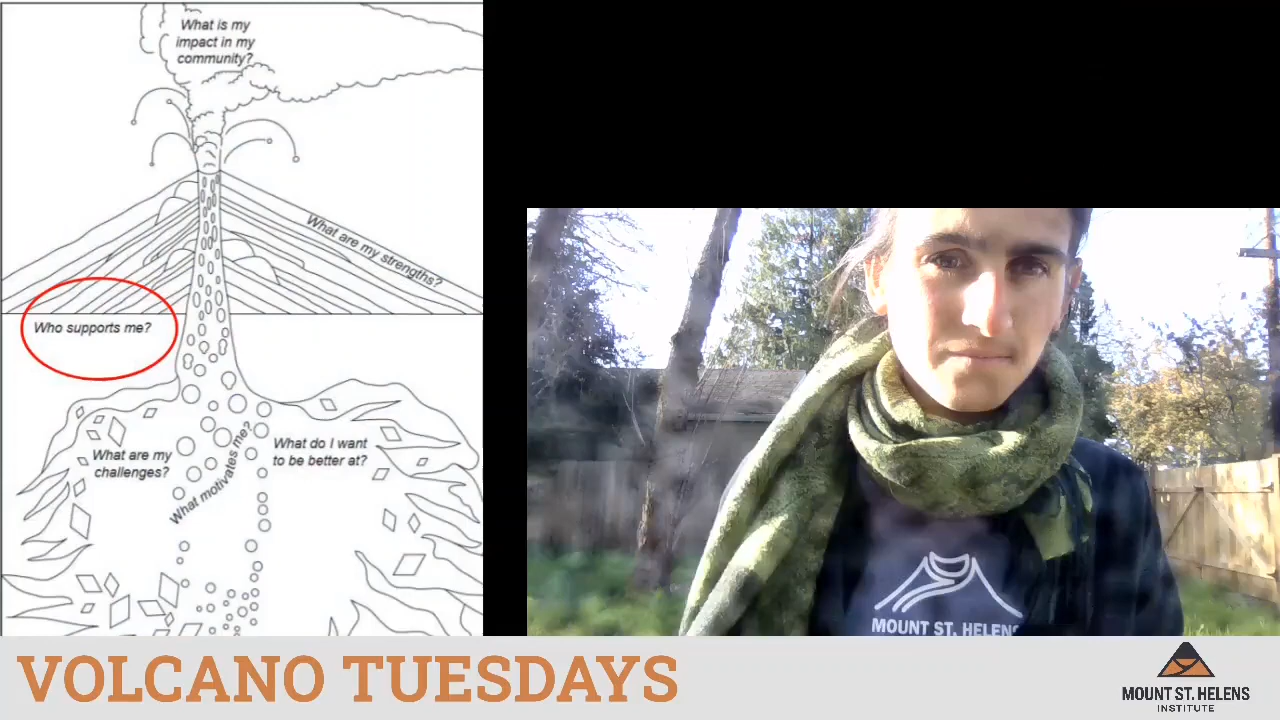 What is my
impact in my
community?
What are my strengths?
Who supports me?
What are my
challenges?
What motivates me?
What do I want
to be better at?
MOUNT ST. HELENS
VOLCANO TUESDAYS
MOUNT ST. HELENS
INSTITUTE